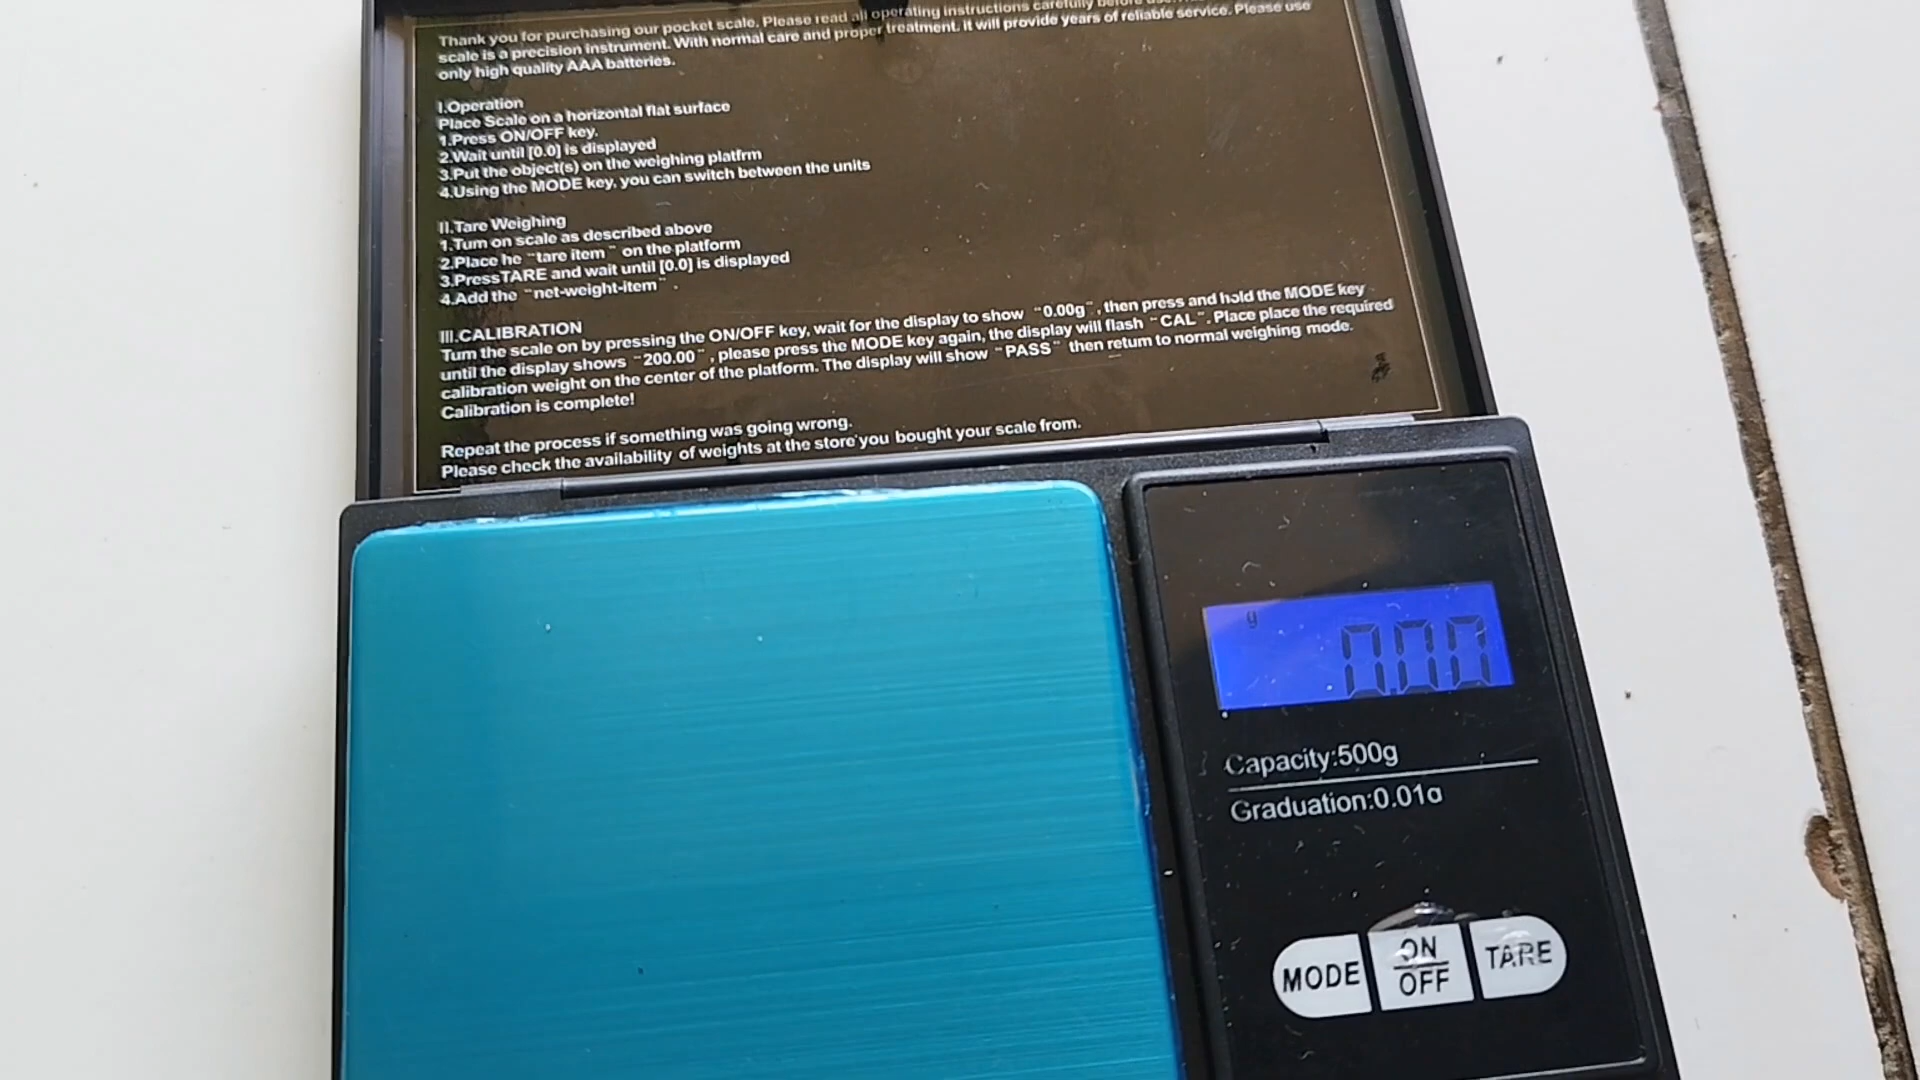 Thank you for purchasing our pocket scale. Please read all operating instructions carefully before
scale is a precision instrument. With normal care and proper treatment. it will provide years of reliable service. Please use
only high quality AAA batteries.
I.Operation
Place Scale on a horizontal flat surface
1.Press ON/OFF key.
2.Wait until [0.0] is displayed
3.Put the object(s) on the weighing platfrm
4.Using the MODE key, you can switch between the units
II.Tare Weighing
1.Tum on scale as described above
2.Place he "tare item" on the platform
3.PressTARE and wait until [0.0] is displayed
4.Add the "net-weight-item".
III.CALIBRATION
Tum the scale on by pressing the ON/OFF key, wait for the display to show "0.00g", then press and hold the MODE key
until the display shows "200.00", please press the MODE key again, the display will flash "CAL". Place place the required
calibration weight on the center of the platform. The display will show "PASS" then return to normal weighing mode.
Calibration is complete!
Repeat the process if something was going wrong.
Please check the availability of weights at the store you bought your scale from.
g 0.00
Capacity:500g
Graduation:0.01g
MODE ON/OFF TARE